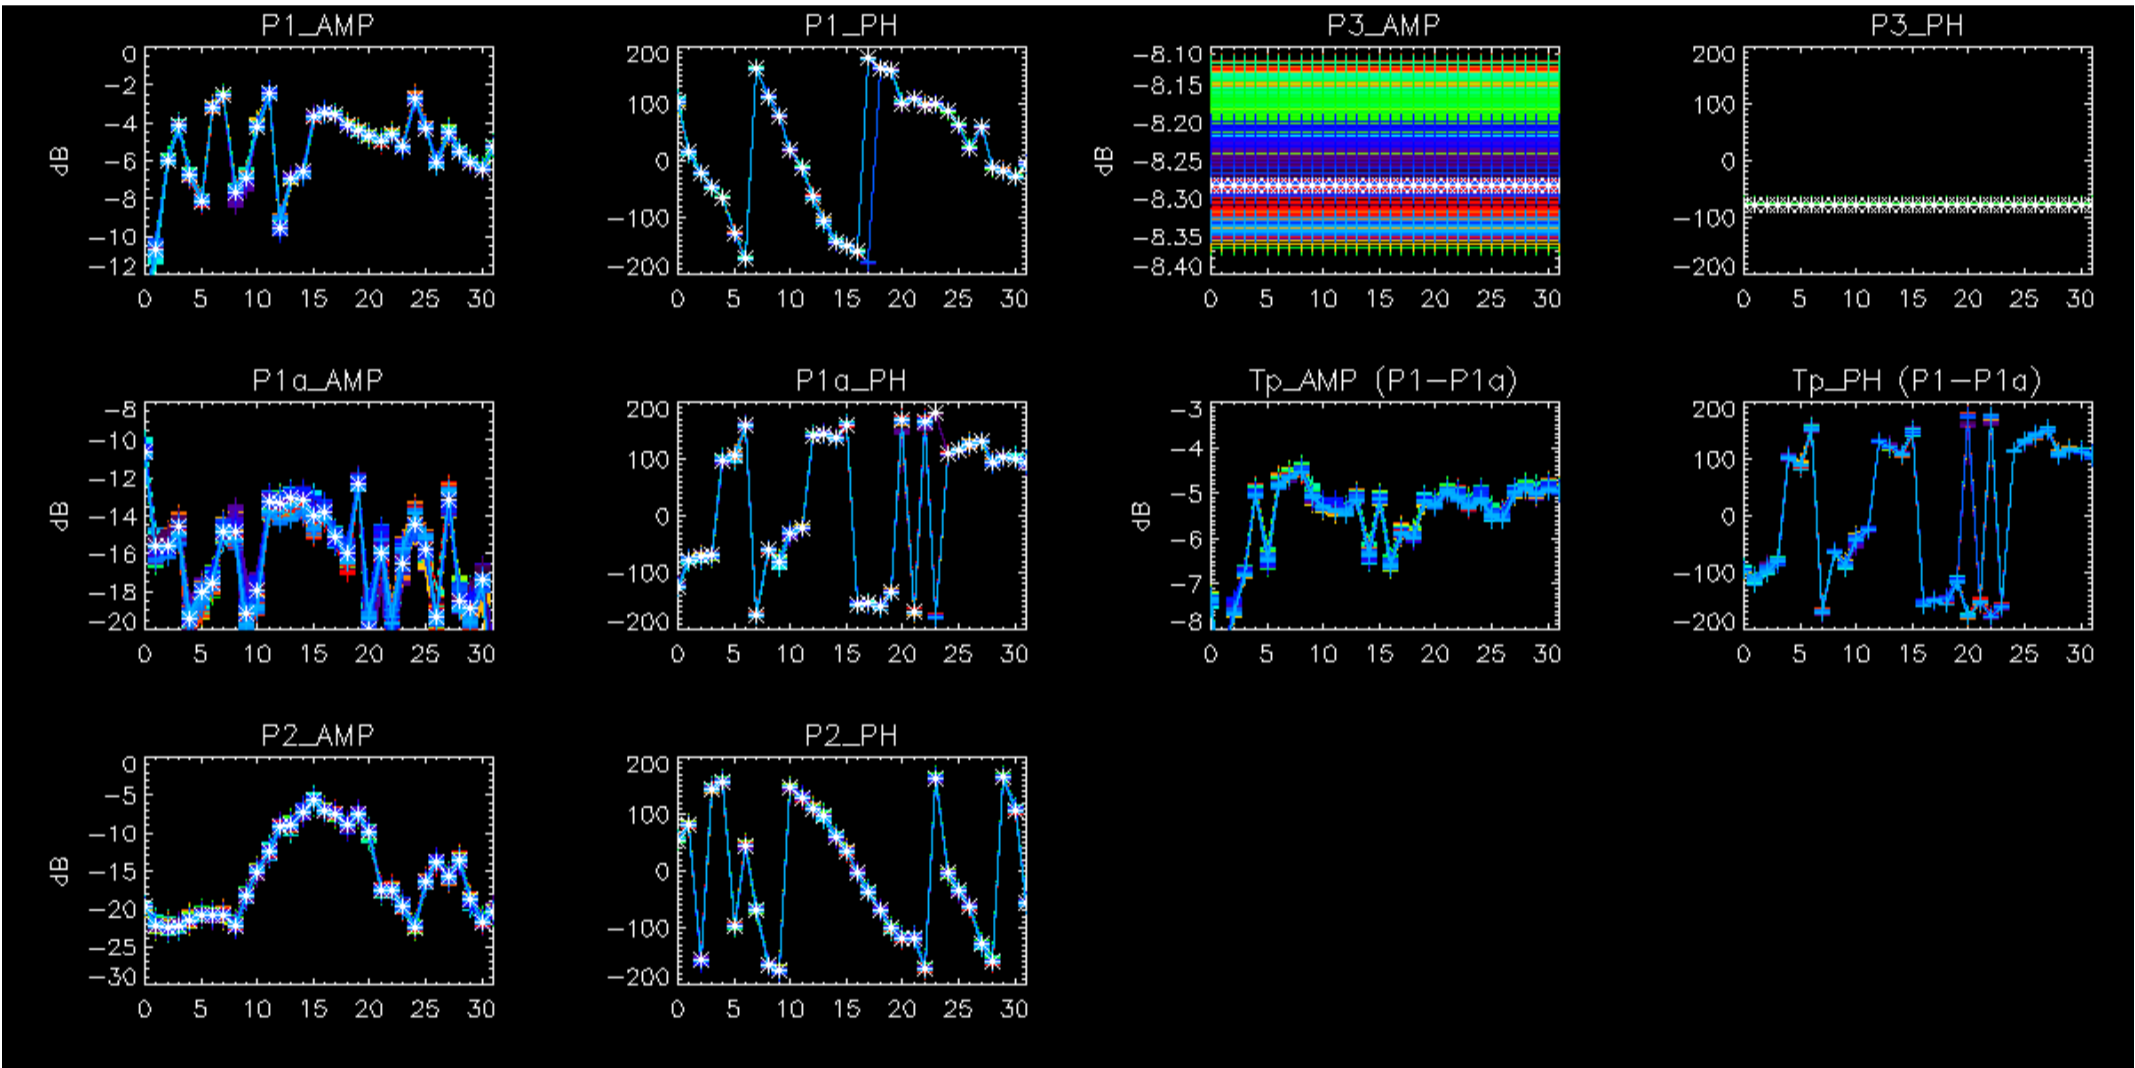 P1_AMP
P1_PH
P3_AMP
P3_PH
dB
0
-2
-4
-6
-8
-10
-12
0 5 10 15 20 25 30
200
100
0
-100
-200
0 5 10 15 20 25 30
dB
-8.10
-8.15
-8.20
-8.25
-8.30
-8.35
-8.40
0 5 10 15 20 25 30
200
100
0
-100
-200
0 5 10 15 20 25 30
P1a_AMP
P1a_PH
Tp_AMP (P1-P1a)
Tp_PH (P1-P1a)
dB
-8
-10
-12
-14
-16
-18
-20
0 5 10 15 20 25 30
200
100
0
-100
-200
0 5 10 15 20 25 30
dB
-3
-4
-5
-6
-7
-8
0 5 10 15 20 25 30
200
100
0
-100
-200
0 5 10 15 20 25 30
P2_AMP
P2_PH
dB
0
-5
-10
-15
-20
-25
-30
0 5 10 15 20 25 30
200
100
0
-100
-200
0 5 10 15 20 25 30